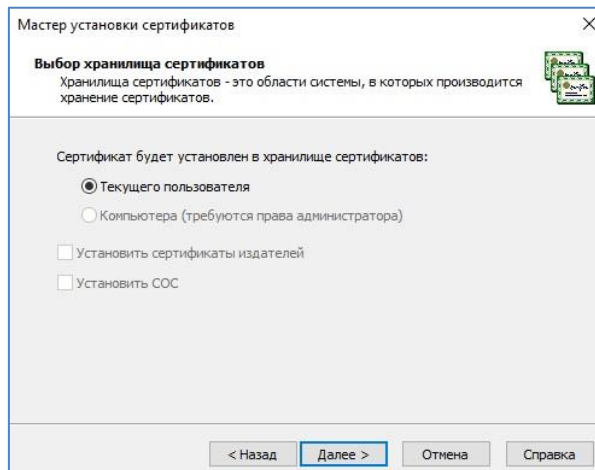 Мастер установки сертификатов
Выбор хранилища сертификатов
Хранилища сертификатов - это области системы, в которых производится
хранение сертификатов.
Сертификат будет установлен в хранилище сертификатов:
Текущего пользователя
Компьютера (требуются права администратора)
Установить сертификаты издателей
Установить СОС
< Назад Далее > Отмена Справка